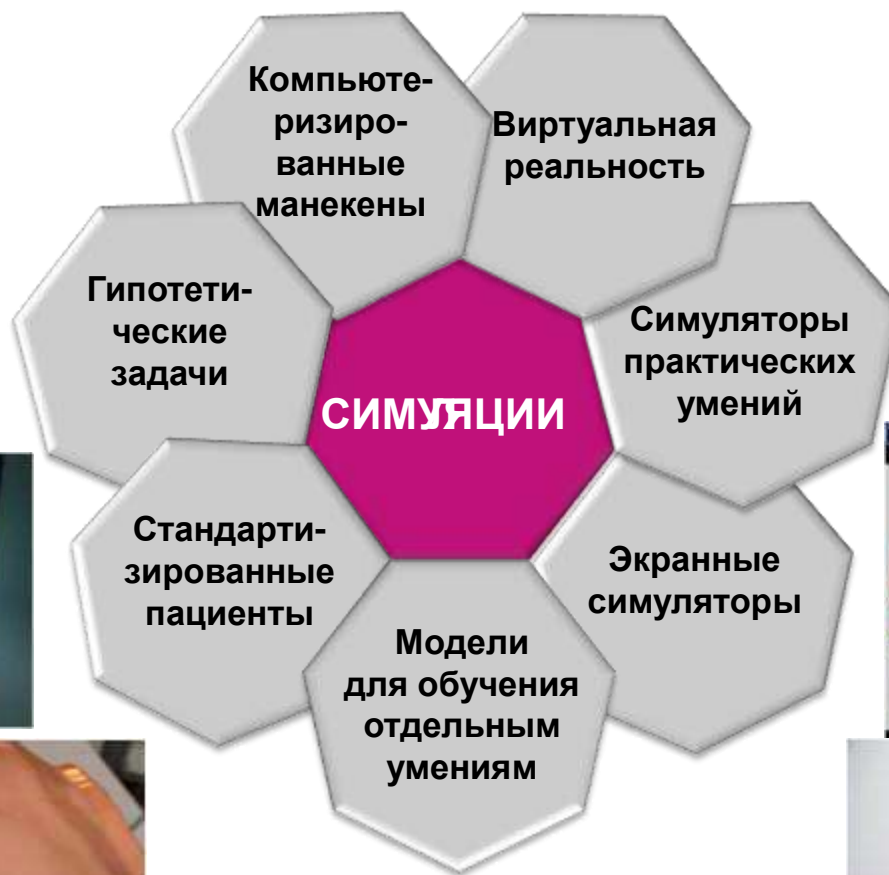 Компьюте-
ризиро-
ванные
манекены
Виртуальная
реальность
Гипотети-
ческие
задачи
Симуляторы
практических
умений
СИМУЛЯЦИИ
Стандарти-
зированные
пациенты
Экранные
симуляторы
Модели
для обучения
отдельным
умениям